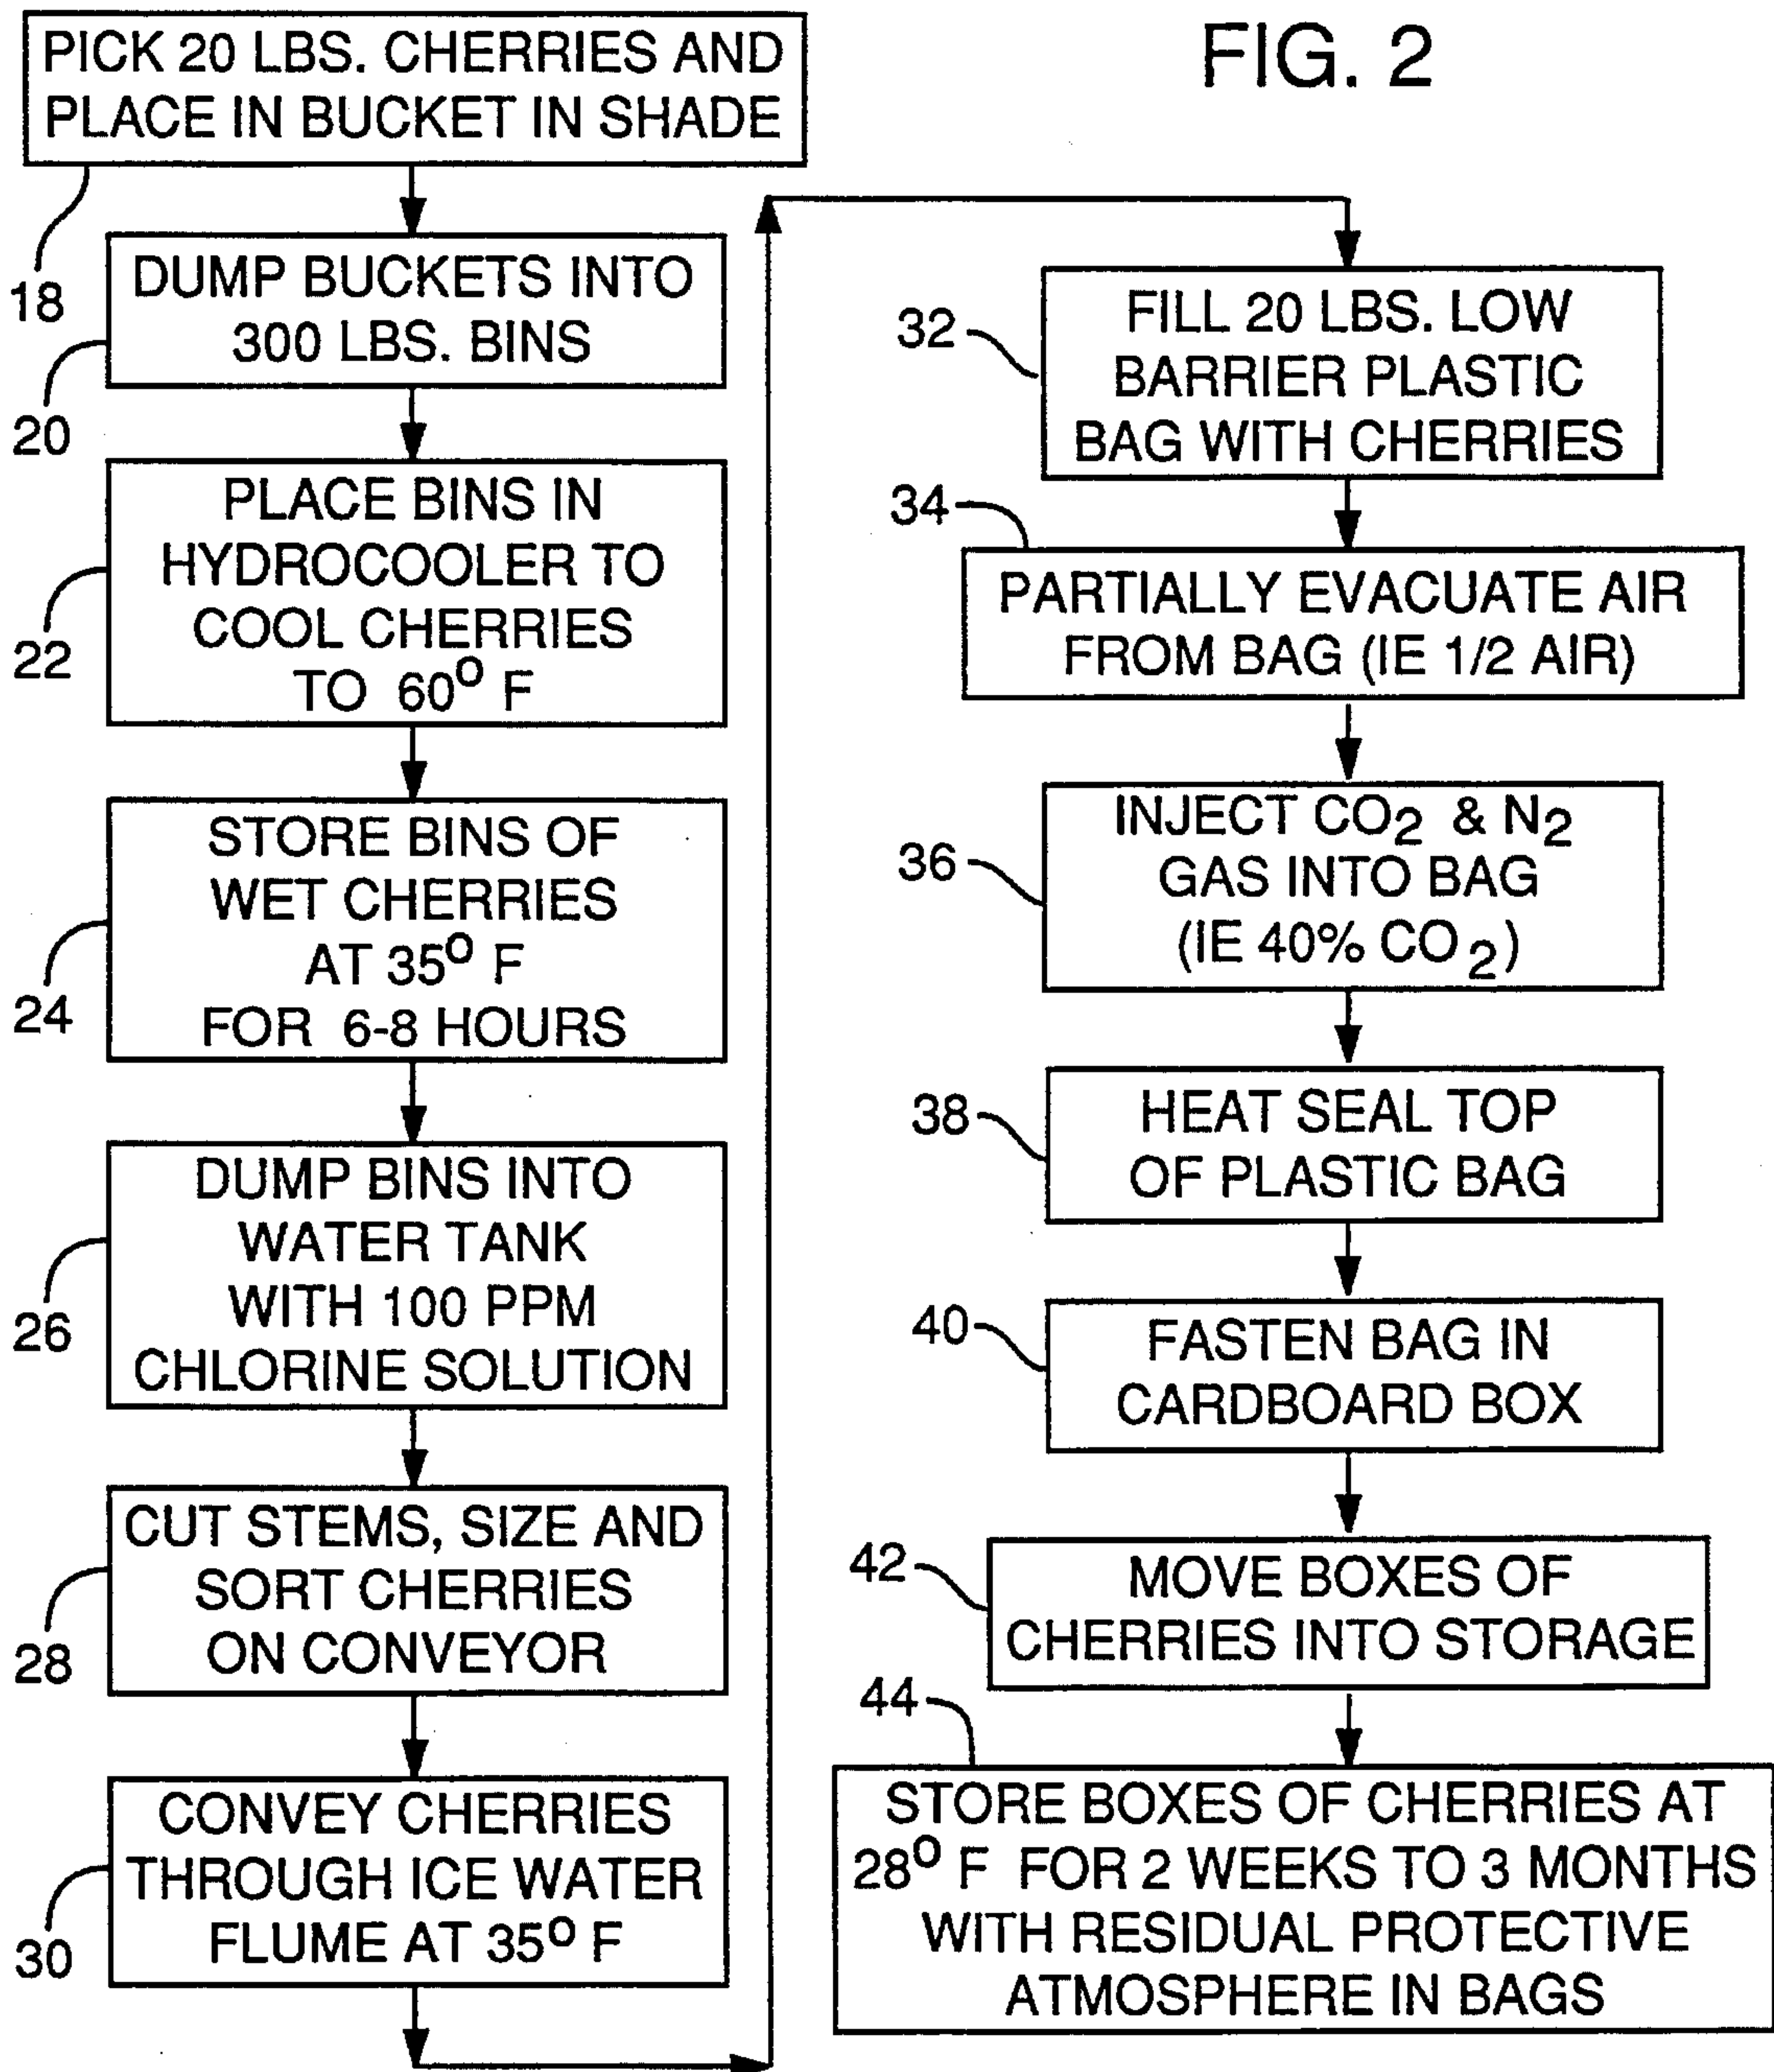 FIG. 2
PICK 20 LBS. CHERRIES AND
PLACE IN BUCKET IN SHADE
18
DUMP BUCKETS INTO
300 LBS. BINS
20
PLACE BINS IN
HYDROCOOLER TO
COOL CHERRIES
TO 60° F
22
STORE BINS OF
WET CHERRIES
AT 35° F
FOR 6-8 HOURS
24
DUMP BINS INTO
WATER TANK
WITH 100 PPM
CHLORINE SOLUTION
26
CUT STEMS, SIZE AND
SORT CHERRIES
ON CONVEYOR
28
CONVEY CHERRIES
THROUGH ICE WATER
FLUME AT 35° F
30
32
FILL 20 LBS. LOW
BARRIER PLASTIC
BAG WITH CHERRIES
34
PARTIALLY EVACUATE AIR
FROM BAG (IE 1/2 AIR)
36
INJECT CO₂ & N₂
GAS INTO BAG
(IE 40% CO₂)
38
HEAT SEAL TOP
OF PLASTIC BAG
40
FASTEN BAG IN
CARDBOARD BOX
42
MOVE BOXES OF
CHERRIES INTO STORAGE
44
STORE BOXES OF CHERRIES AT
28° F FOR 2 WEEKS TO 3 MONTHS
WITH RESIDUAL PROTECTIVE
ATMOSPHERE IN BAGS